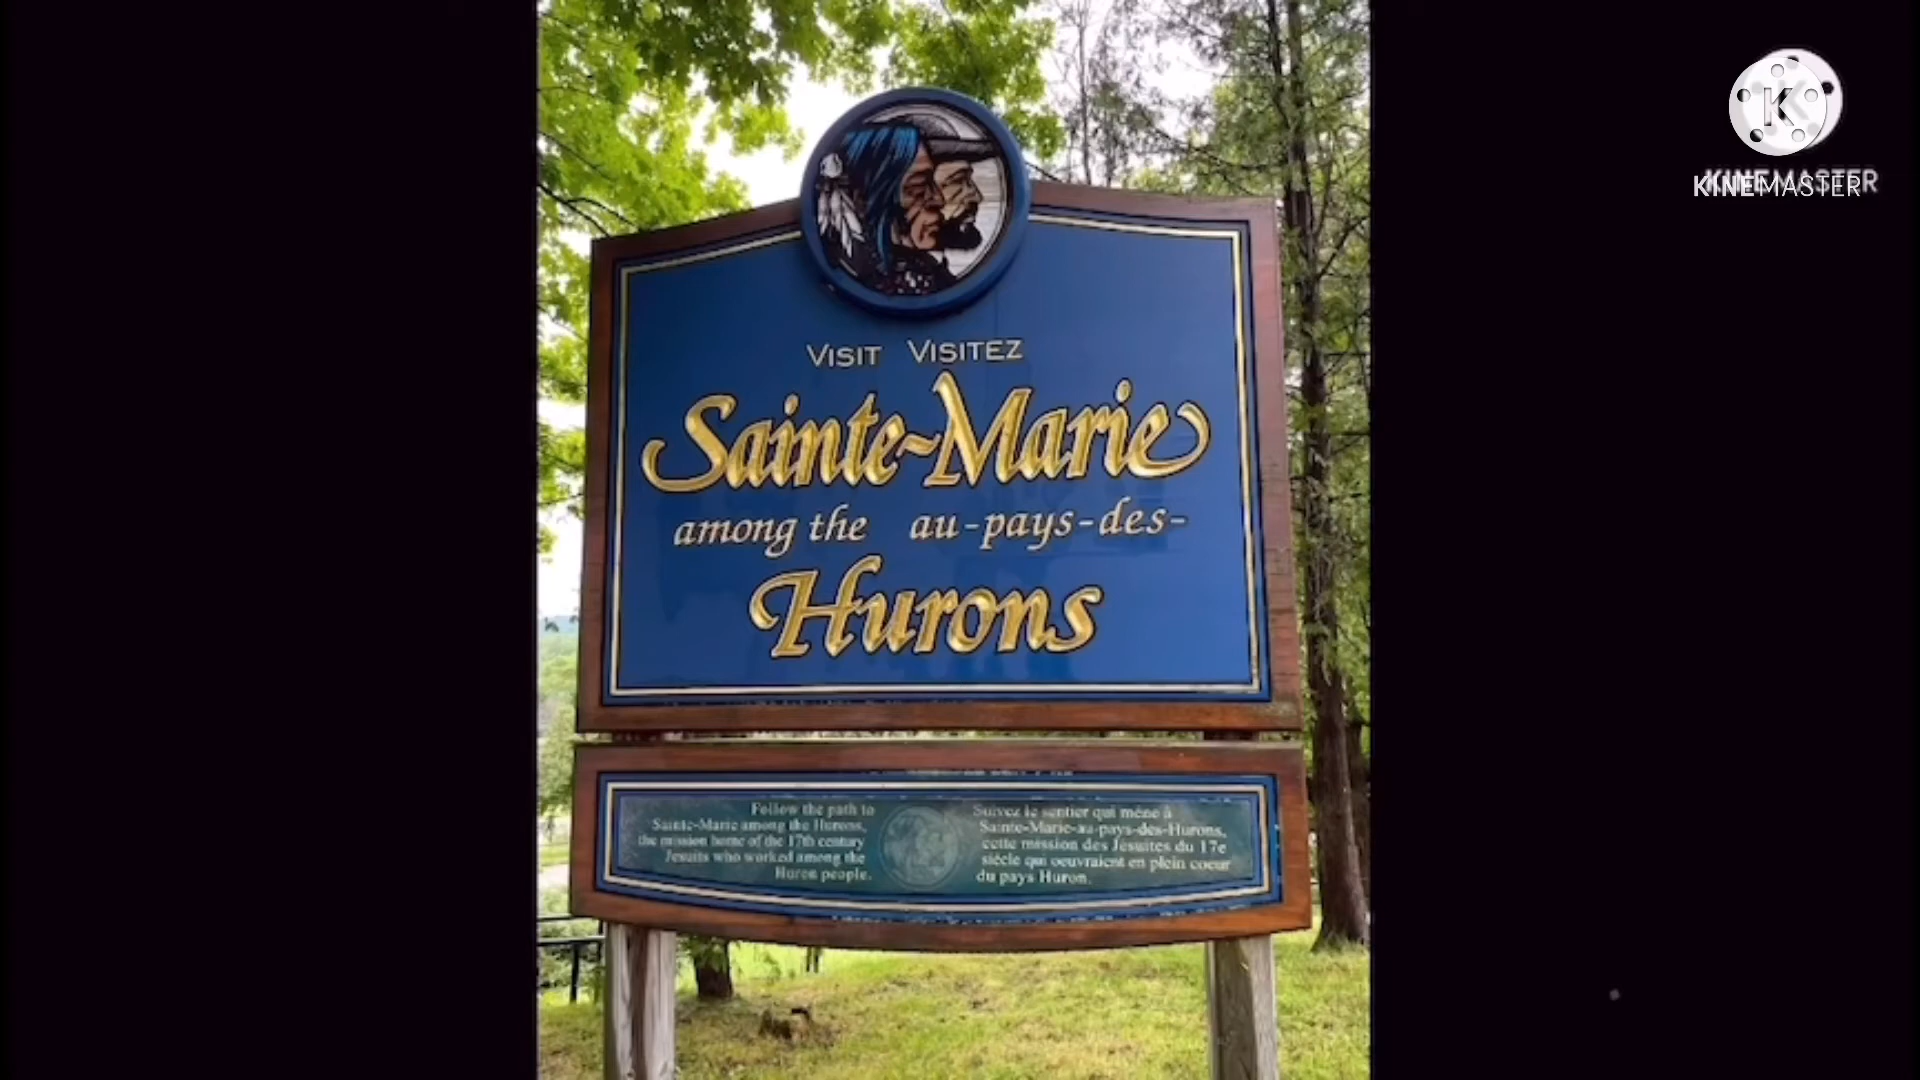 K
KINEMASTER
VISIT VISITEZ
Sainte-Marie
among the au-pays-des-
Hurons
Follow the path to
Sainte-Marie among the Hurons,
the mission home of the 17th century
Jesuits who worked among the
Huron people.
Suivez le sentier qui mène à
Sainte-Marie-au-pays-des-Hurons,
cette mission des Jésuites du 17e
siècle qui oeuvraient en plein coeur
du pays Huron.